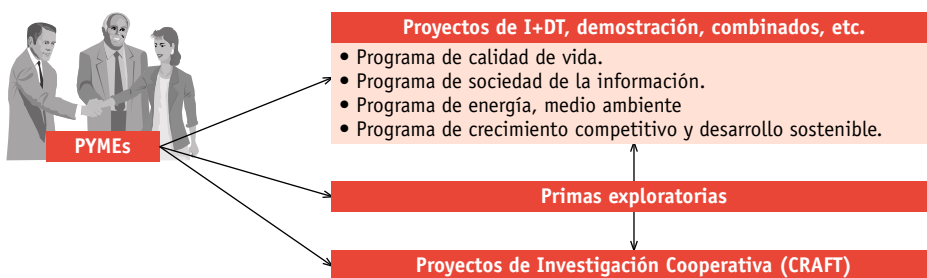 Proyectos de I+DT, demostración, combinados, etc.
• Programa de calidad de vida.
• Programa de sociedad de la información.
• Programa de energía, medio ambiente
• Programa de crecimiento competitivo y desarrollo sostenible.
PYMEs
Primas exploratorias
Proyectos de Investigación Cooperativa (CRAFT)